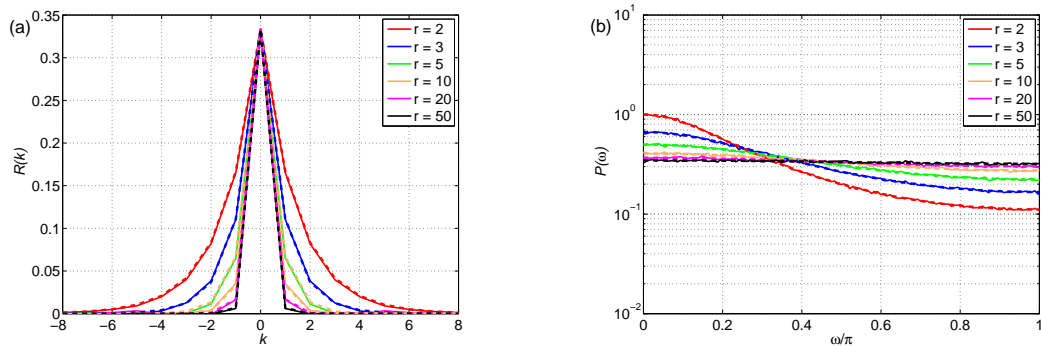 (a)
0.35
0.3
0.25
0.2
0.15
0.1
0.05
0
R(k)
−8
−6
−4
−2
0
2
4
6
8
k
r = 2
r = 3
r = 5
r = 10
r = 20
r = 50
(b)
10^1
10^0
10^−1
10^−2
P(ω)
0
0.2
0.4
0.6
0.8
1
ω/π
r = 2
r = 3
r = 5
r = 10
r = 20
r = 50